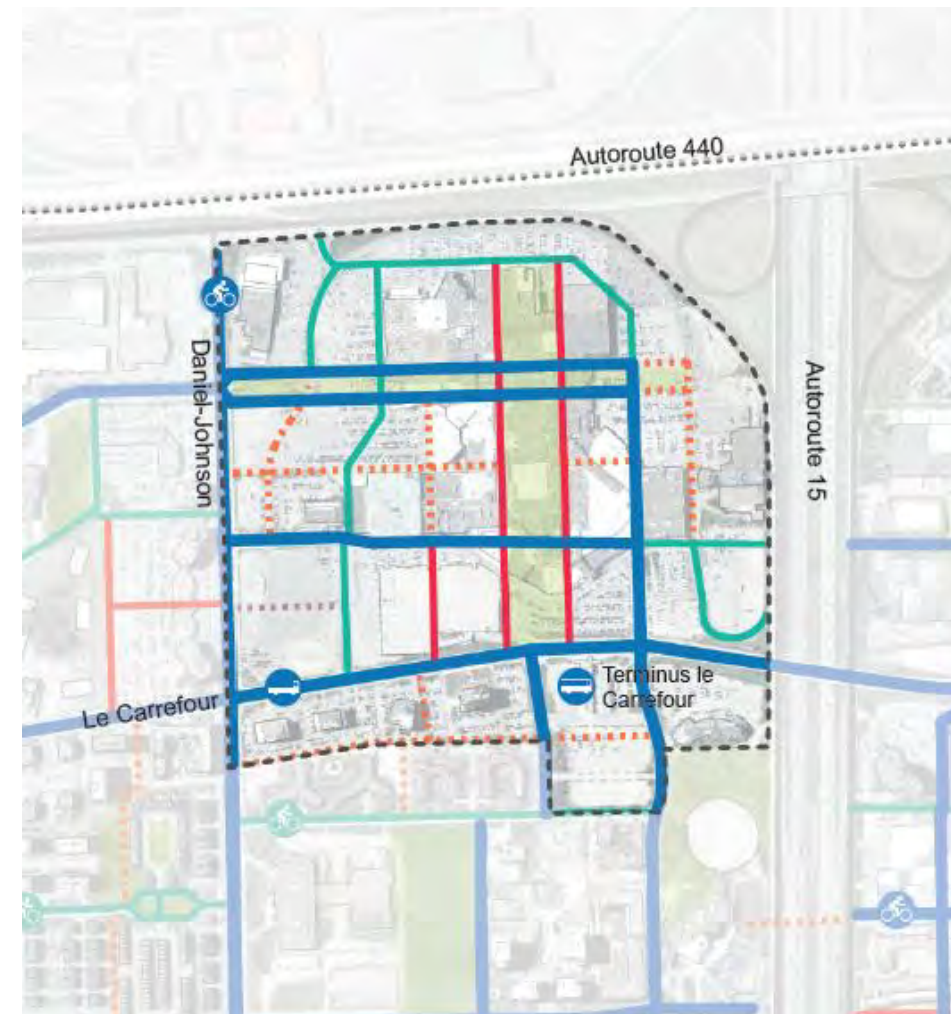 Autoroute 440
Daniel-Johnson
Autoroute 15
Terminus le
Carrefour
Le Carrefour